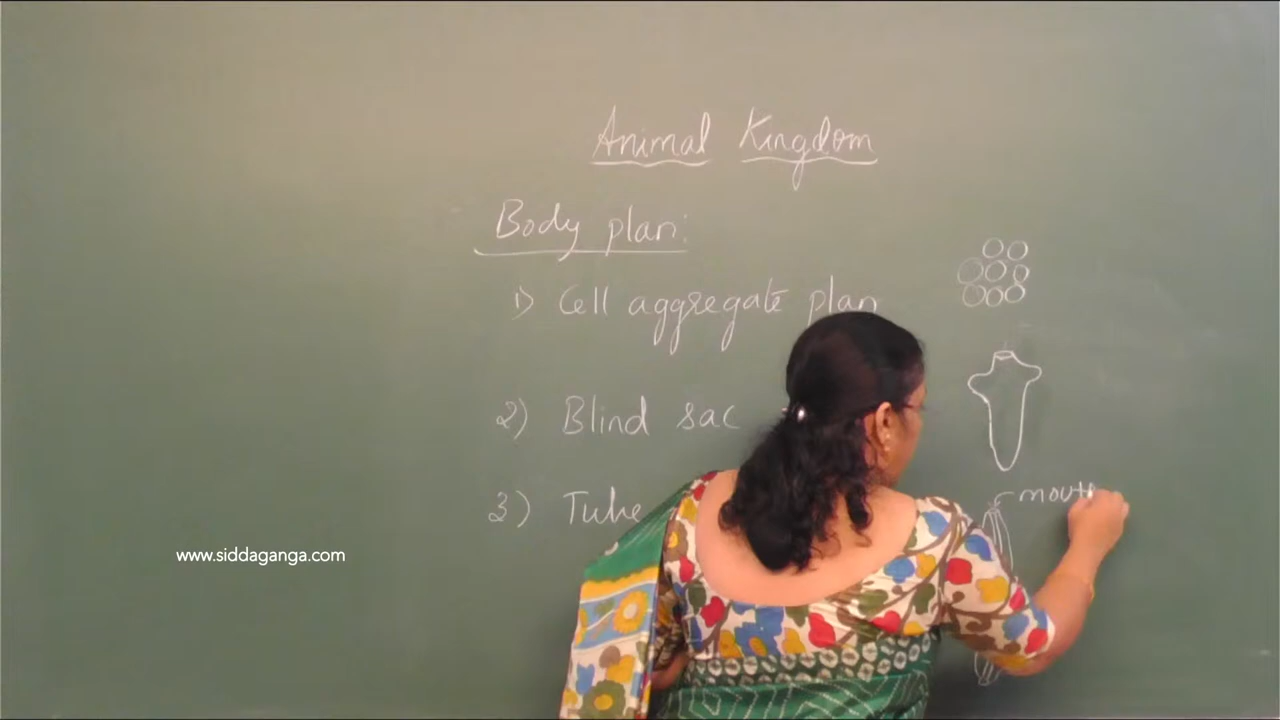 Animal Kingdom
Body plan:
1) Cell aggregate plan
2) Blind sac
3) Tube
mouth
www.siddaganga.com